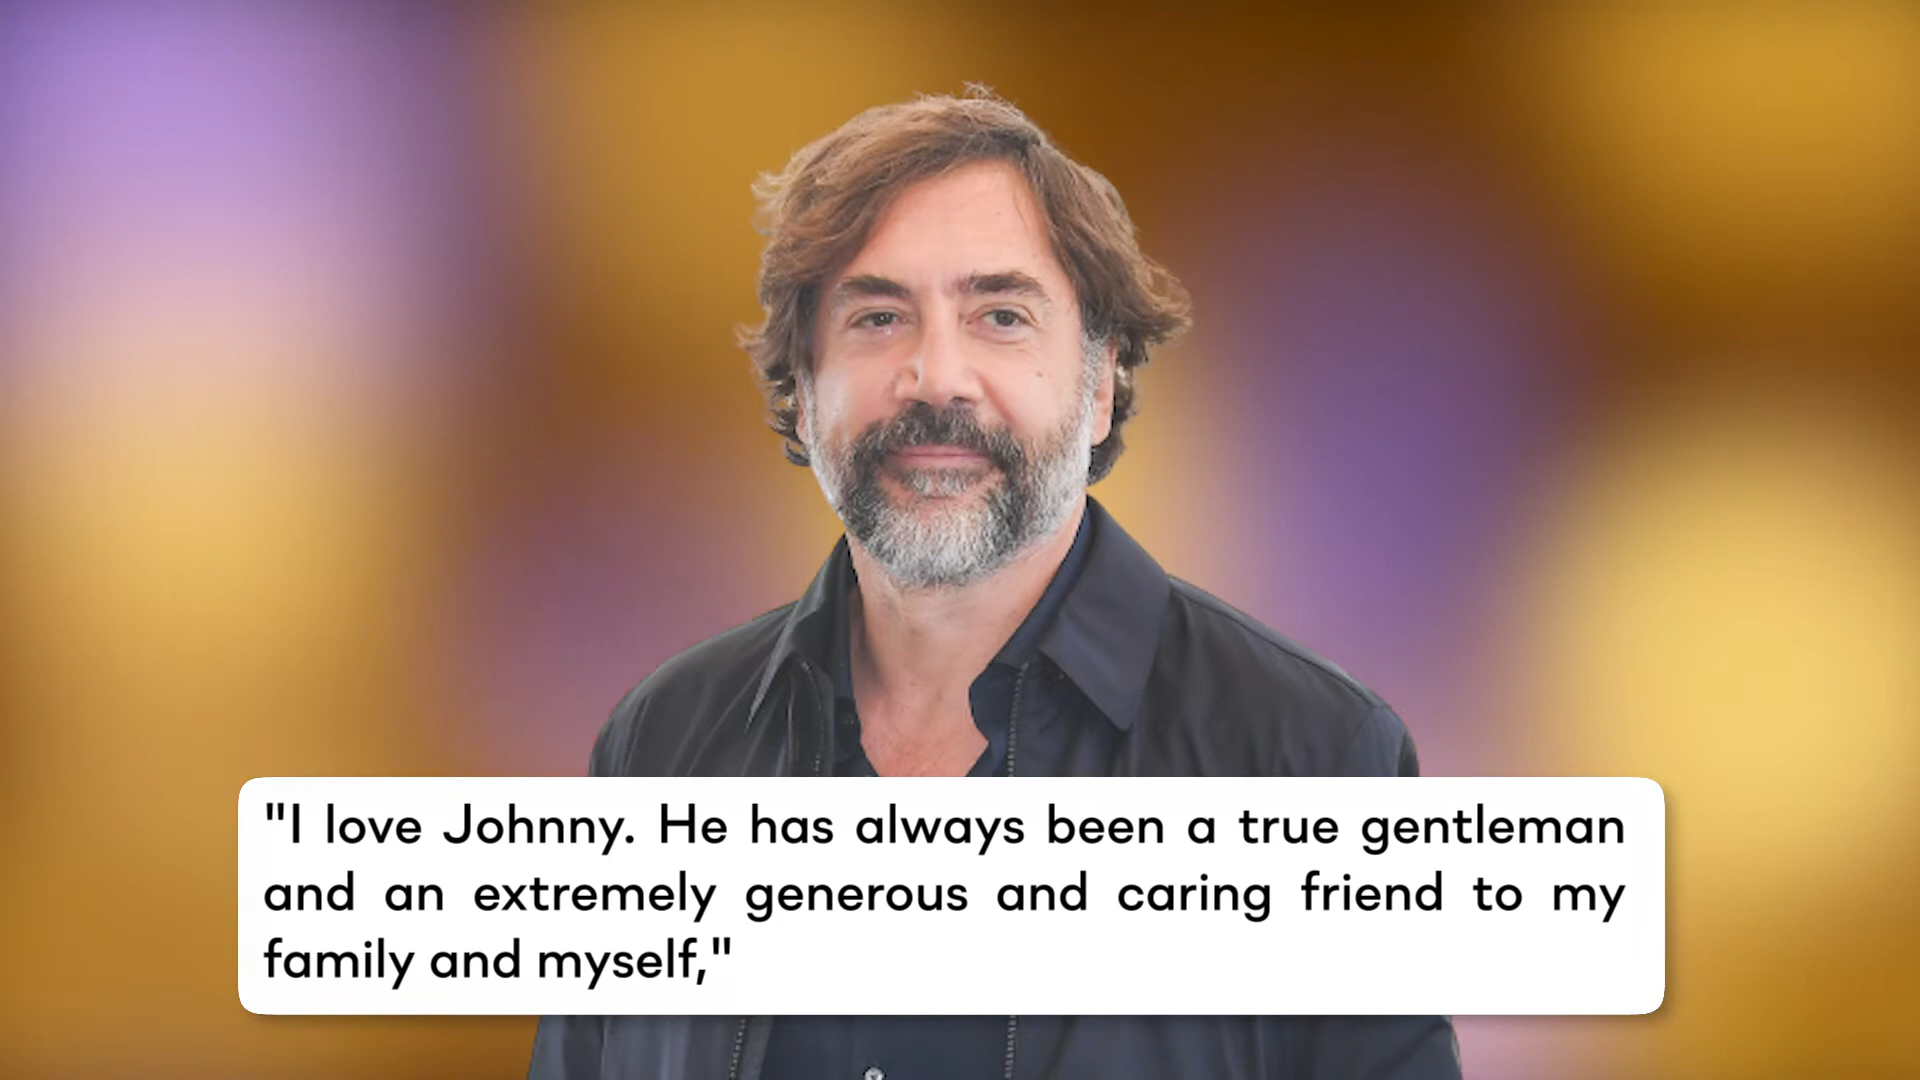 "I love Johnny. He has always been a true gentleman
and an extremely generous and caring friend to my
family and myself,"